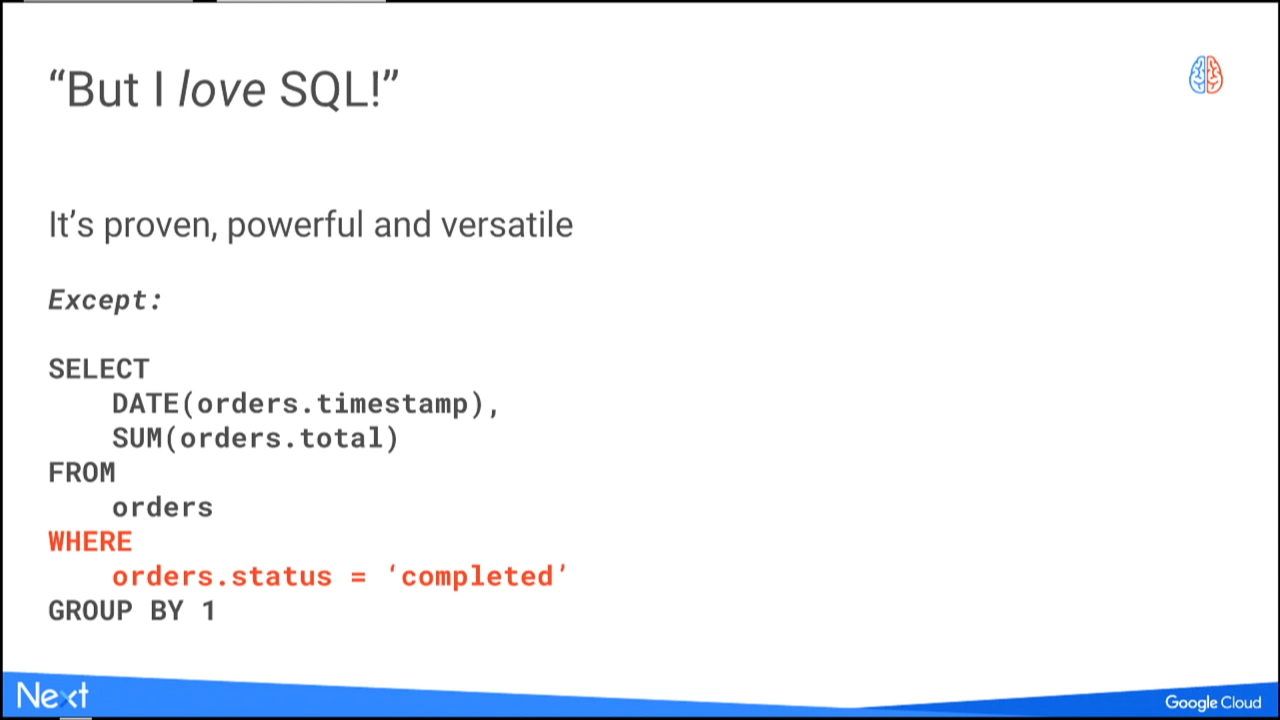 “But I love SQL!”
It’s proven, powerful and versatile
Except:
SELECT
DATE(orders.timestamp),
SUM(orders.total)
FROM
orders
WHERE
orders.status = ‘completed’
GROUP BY 1
Next
Google Cloud